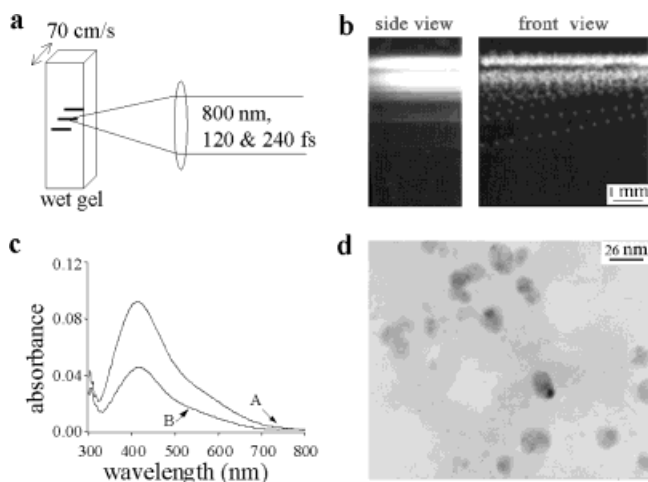 a
70 cm/s
800 nm,
120 & 240 fs
wet gel
b
side view
front view
1 mm
c
absorbance
0.12
0.08
0.04
0.00
A
B
300 400 500 600 700 800
wavelength (nm)
d
26 nm